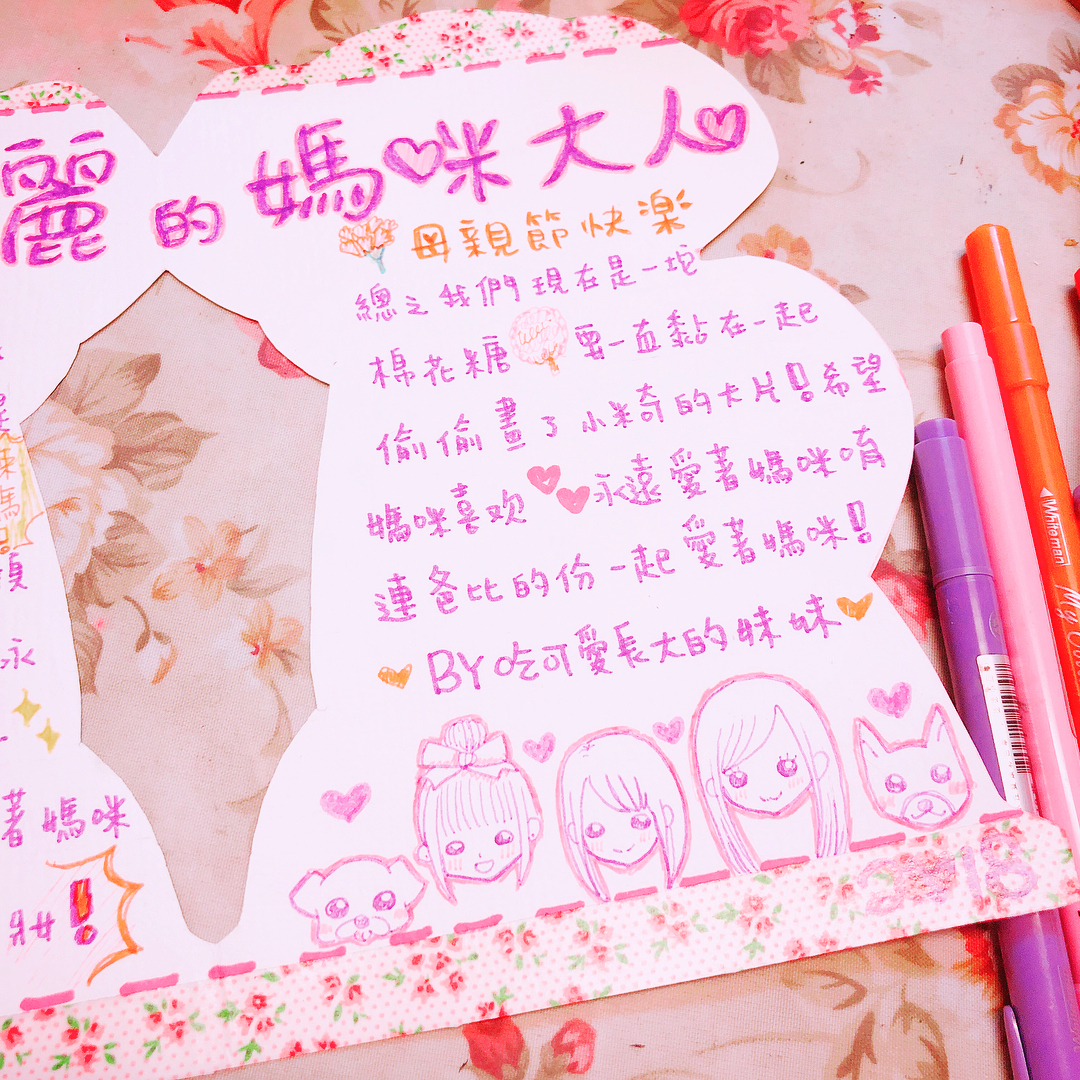 麗的媽咪大人
母親節快樂
總之我們現在是一坨
棉花糖要一直黏在一起
偷偷畫了小米奇的卡片!希望
媽咪喜欢永遠愛著媽咪唷
連爸比的份一起愛著媽咪!
BY吃可愛長大的妹妹
永
著媽咪
!
2018
Whiteman
My Color